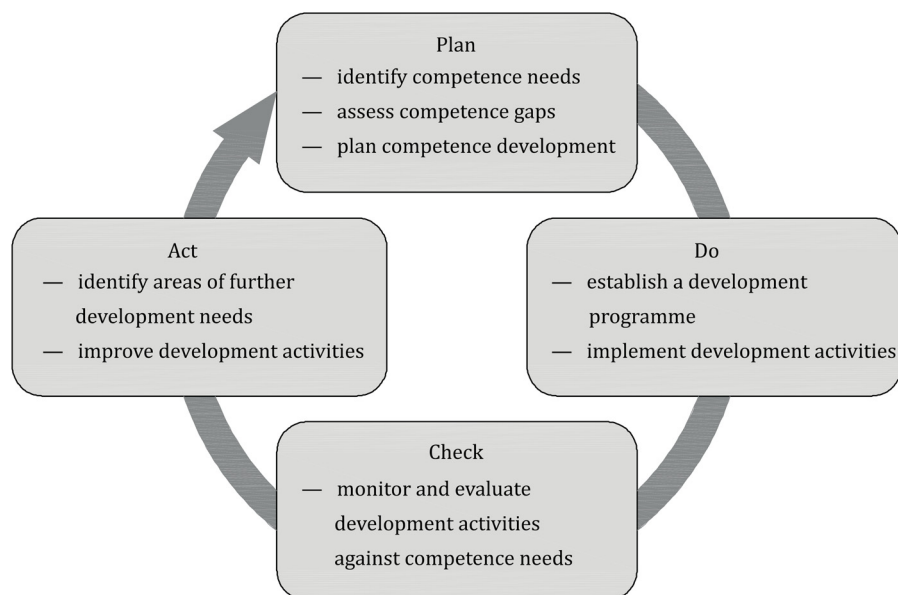 Plan
— identify competence needs
— assess competence gaps
— plan competence development
Act
— identify areas of further
development needs
— improve development activities
Do
— establish a development
programme
— implement development activities
Check
— monitor and evaluate
development activities
against competence needs